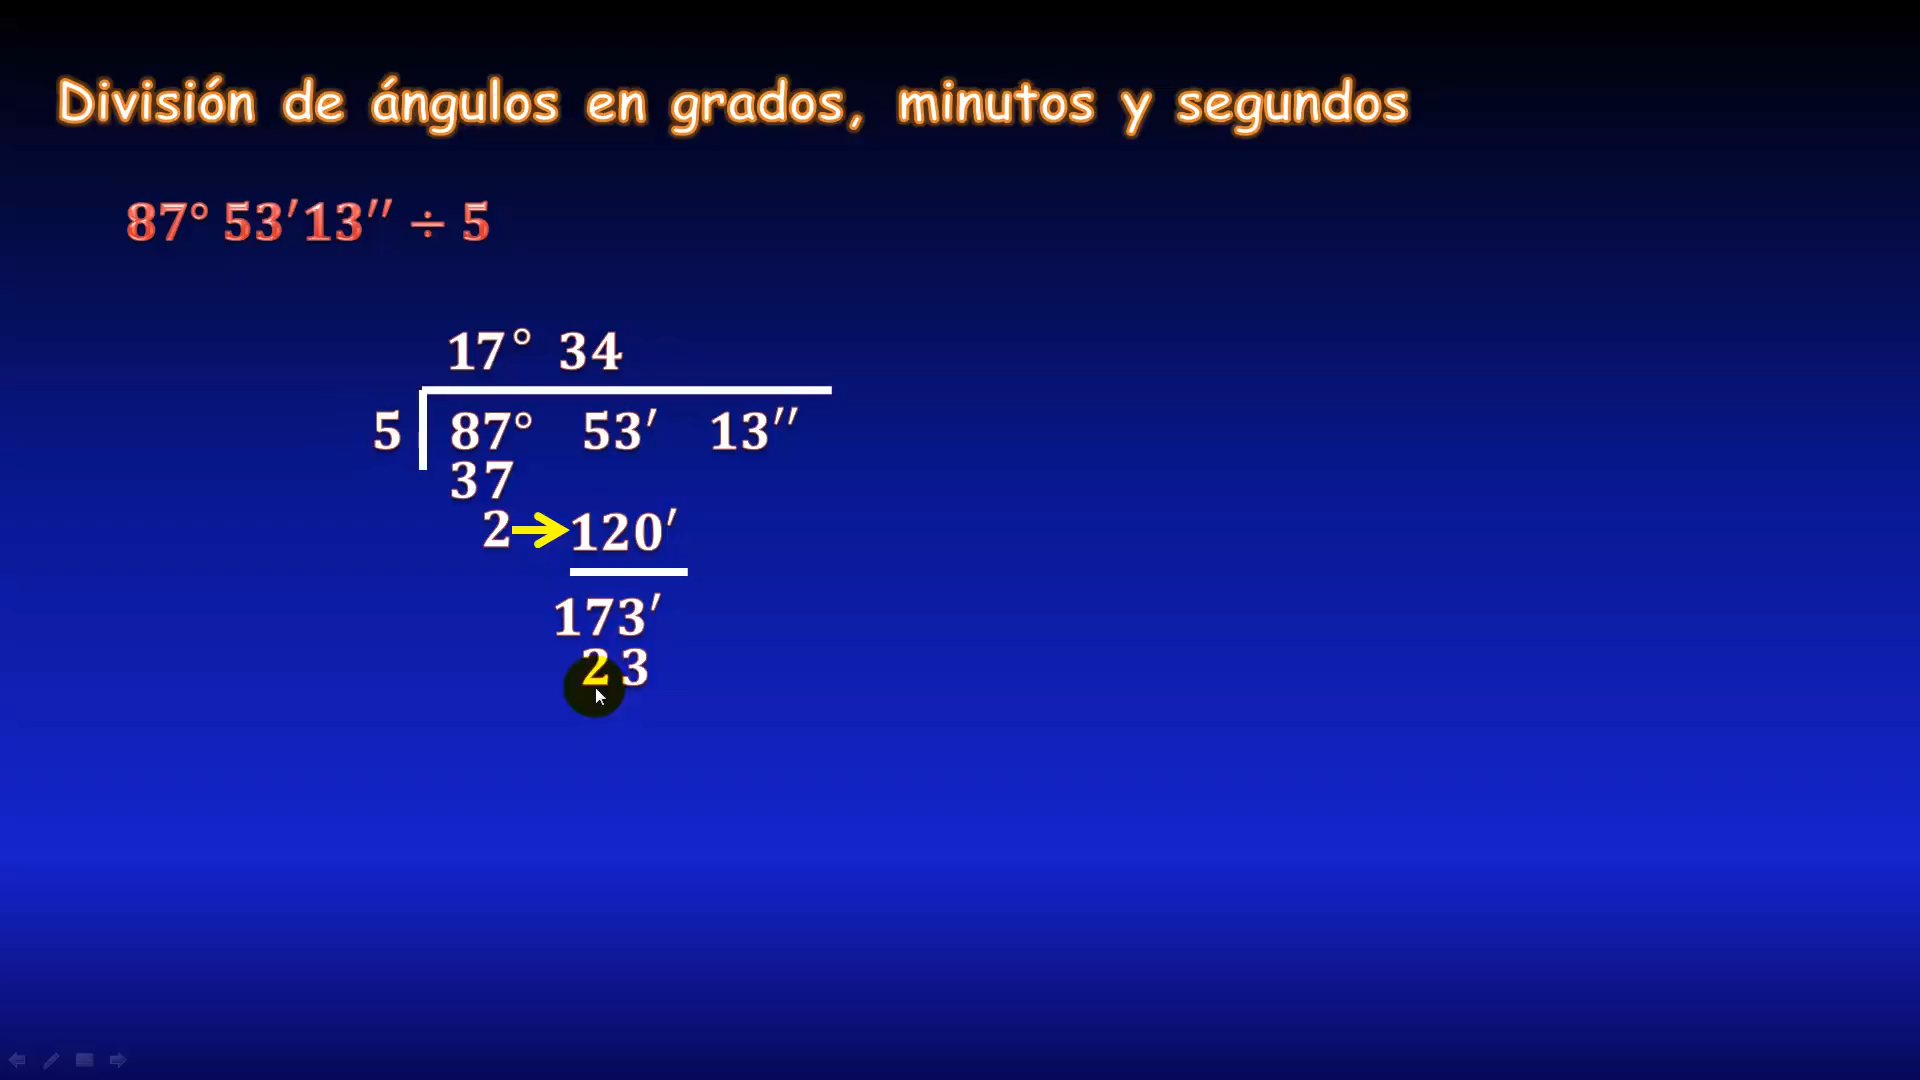 División de ángulos en grados, minutos y segundos
87° 53′13′′ ÷ 5
17° 34
5 87° 53′ 13′′
37
2 120′
173′
23